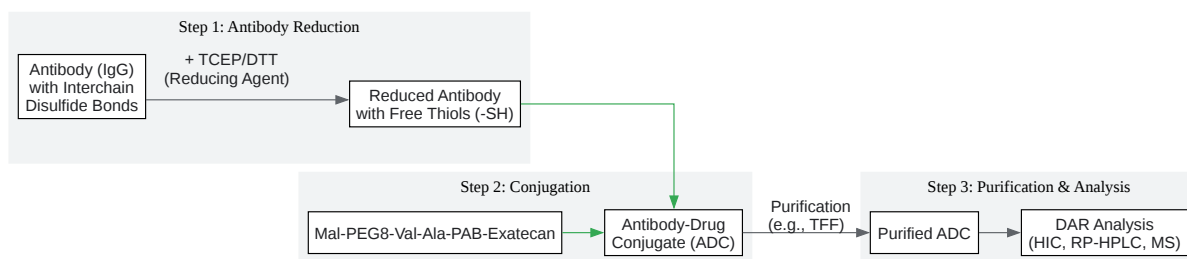 Step 1: Antibody Reduction
Antibody (IgG)
with Interchain
Disulfide Bonds
+ TCEP/DTT
(Reducing Agent)
Reduced Antibody
with Free Thiols (-SH)
Step 2: Conjugation
Mal-PEG8-Val-Ala-PAB-Exatecan
Antibody-Drug
Conjugate (ADC)
Purification
(e.g., TFF)
Step 3: Purification & Analysis
Purified ADC
DAR Analysis
(HIC, RP-HPLC, MS)